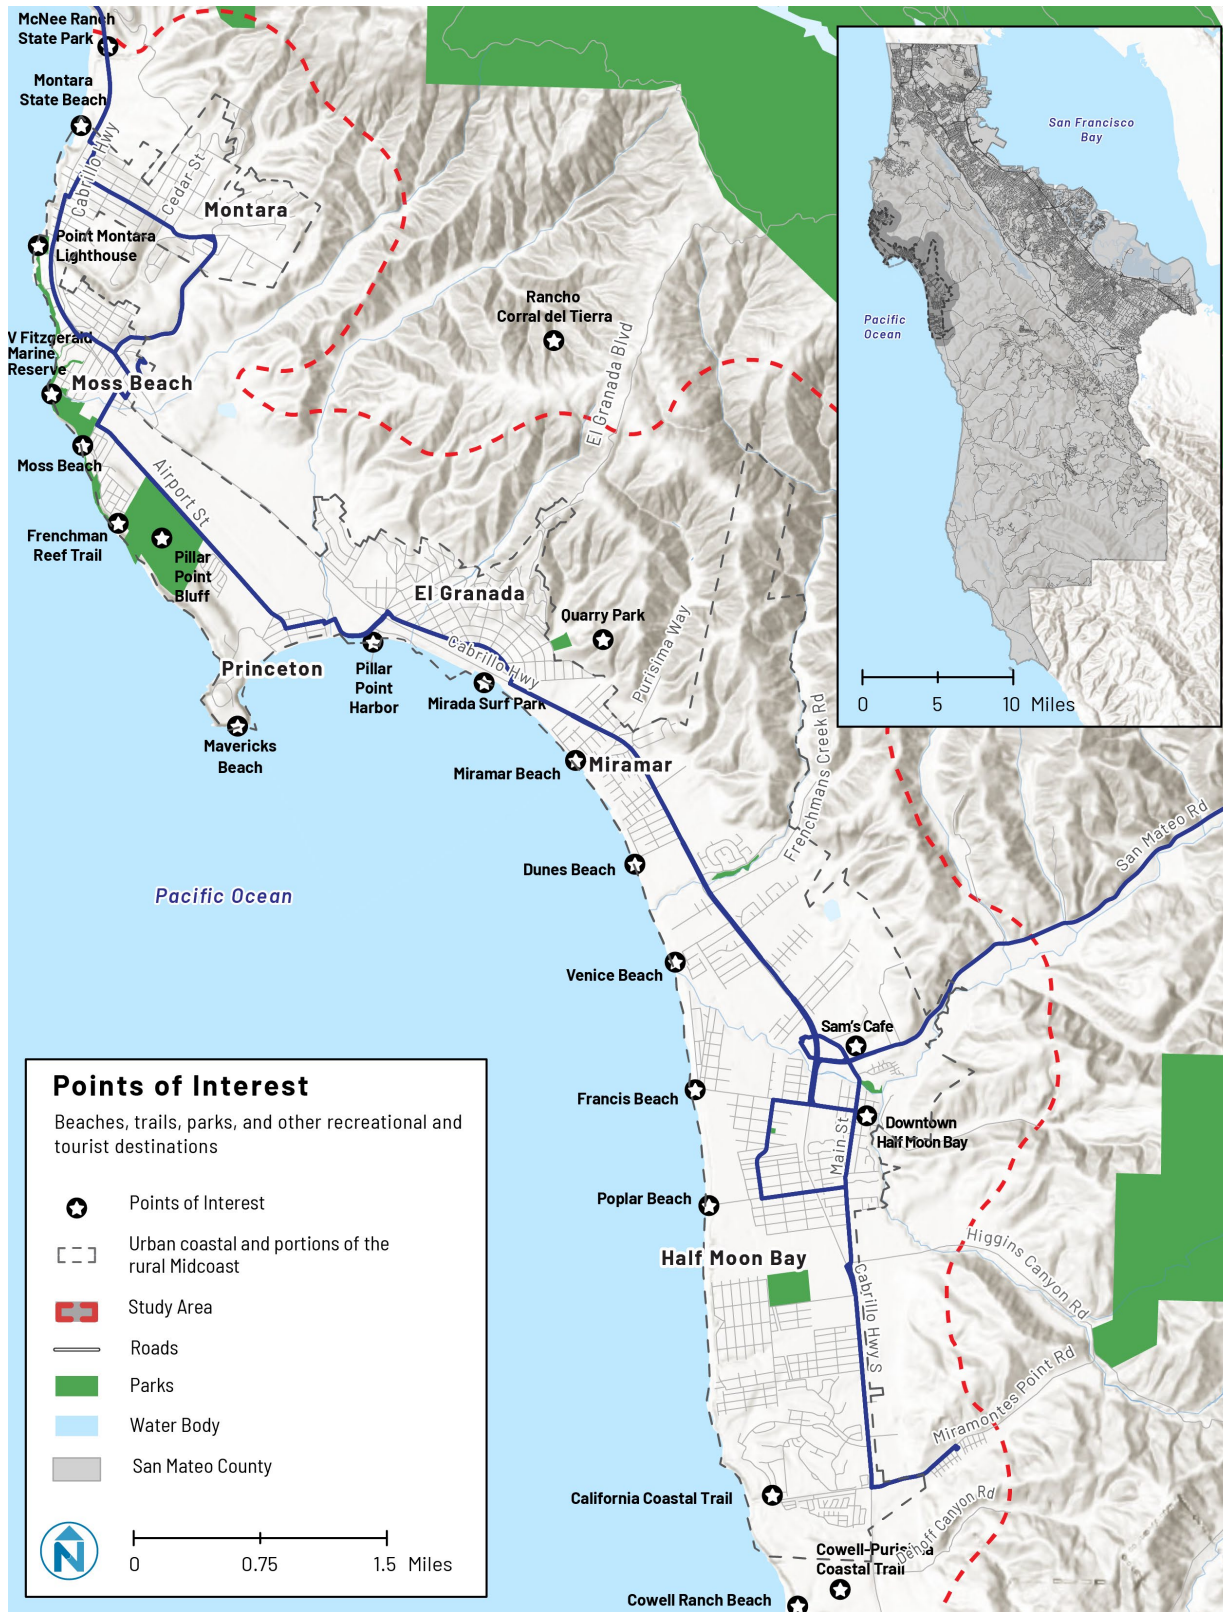 McNee Ranch
State Park
Montara
State Beach
Cabrillo Hwy
Cedar St
Montara
Point Montara
Lighthouse
Rancho
Corral del Tierra
El Granada Blvd
V Fitzgerald
Marine
Reserve
Moss Beach
Moss Beach
Airport St
Frenchman
Reef Trail
Pillar
Point
Bluff
El Granada
Quarry Park
Purisima Way
Princeton
Cabrillo Hwy
Pillar
Point
Harbor
Mirada Surf Park
Mavericks
Beach
Miramar Beach
Miramar
Frenchmans Creek Rd
San Mateo Rd
Dunes Beach
Pacific Ocean
Venice Beach
Sam's Cafe
Francis Beach
Downtown
Half Moon Bay
Main St
Poplar Beach
Half Moon Bay
Higgins Canyon Rd
Cabrillo Hwy S
Miramontes Point Rd
California Coastal Trail
Dehoff Canyon Rd
Cowell-Purisima
Coastal Trail
Cowell Ranch Beach
San Francisco
Bay
Pacific
Ocean
0 5 10 Miles
Points of Interest
Beaches, trails, parks, and other recreational and
tourist destinations
Points of Interest
Urban coastal and portions of the
rural Midcoast
Study Area
Roads
Parks
Water Body
San Mateo County
N
0 0.75 1.5 Miles